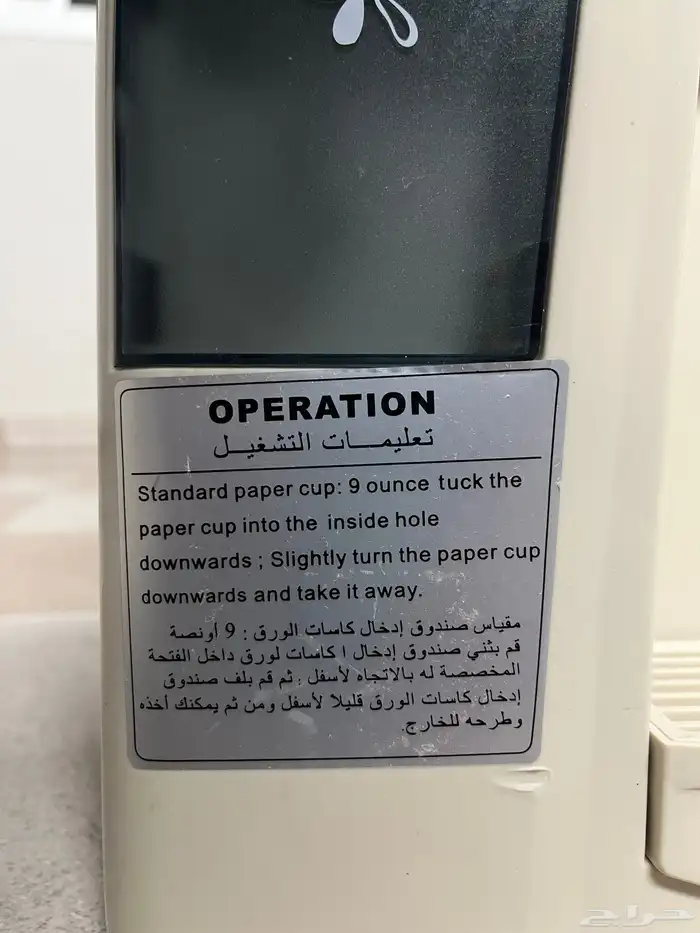 OPERATION
تعليمـــات التشغيـــل
Standard paper cup: 9 ounce tuck the
paper cup into the inside hole
downwards ; Slightly turn the paper cup
downwards and take it away.
مقياس صندوق إدخال كاسات الورق : 9 أونصة
قم بثني صندوق إدخال ا كاسات لورق داخل الفتحة
المخصصة له بالاتجاه لأسفل ; ثم قم بلف صندوق
إدخال كاسات الورق قليلا لأسفل ومن ثم يمكنك أخذه
وطرحه للخارج.
حراج